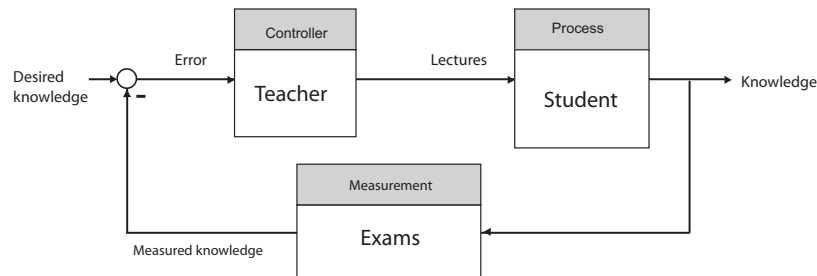 Controller
Process
Error
Lectures
Desired
knowledge
Teacher
Student
Knowledge
-
Measurement
Measured knowledge
Exams